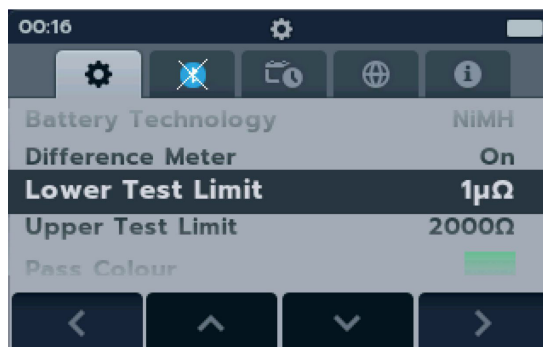 00:16
Battery Technology NiMH
Difference Meter On
Lower Test Limit 1µΩ
Upper Test Limit 2000Ω
Pass Colour